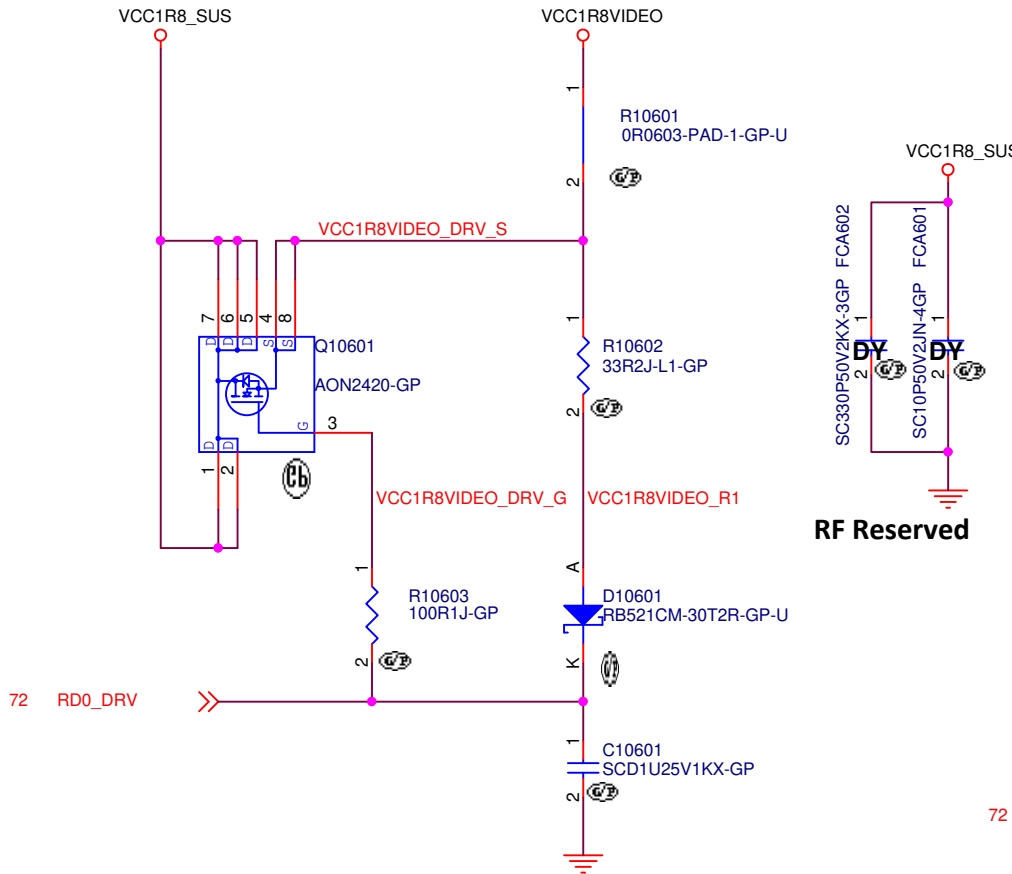 VCC1R8_SUS
VCC1R8VIDEO
1
R10601
0R0603-PAD-1-GP-U
2
G/P
VCC1R8_SUS
VCC1R8VIDEO_DRV_S
SC330P50V2KX-3GP FCA602
SC10P50V2JN-4GP FCA601
1
1
DY
DY
2
2
G/P
G/P
RF Reserved
7 6 5 4 8
D D D S S
Q10601
AON2420-GP
G
3
D D
1 2
1
R10602
33R2J-L1-GP
2
G/P
VCC1R8VIDEO_DRV_G
VCC1R8VIDEO_R1
1
R10603
100R1J-GP
2
G/P
A
D10601
RB521CM-30T2R-GP-U
K
G/P
72 RD0_DRV
1
C10601
SCD1U25V1KX-GP
2
G/P
72